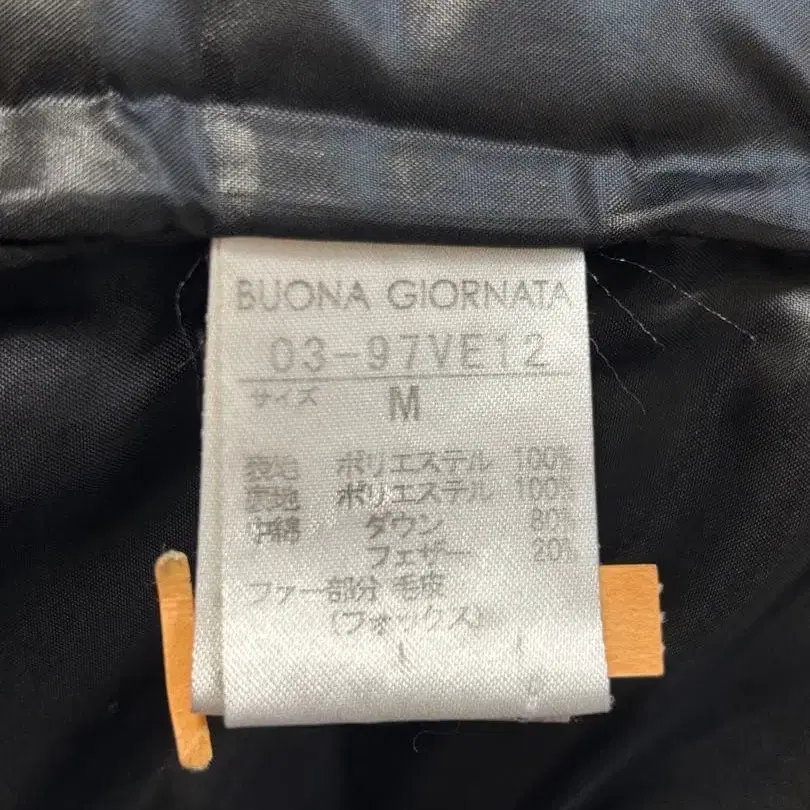 BUONA GIORNATA
03-97VE12
サイズ M
表地 ポリエステル 100%
裏地 ポリエステル 100%
中綿 ダウン 80%
フェザー 20%
ファー部分 毛皮
(フォックス)